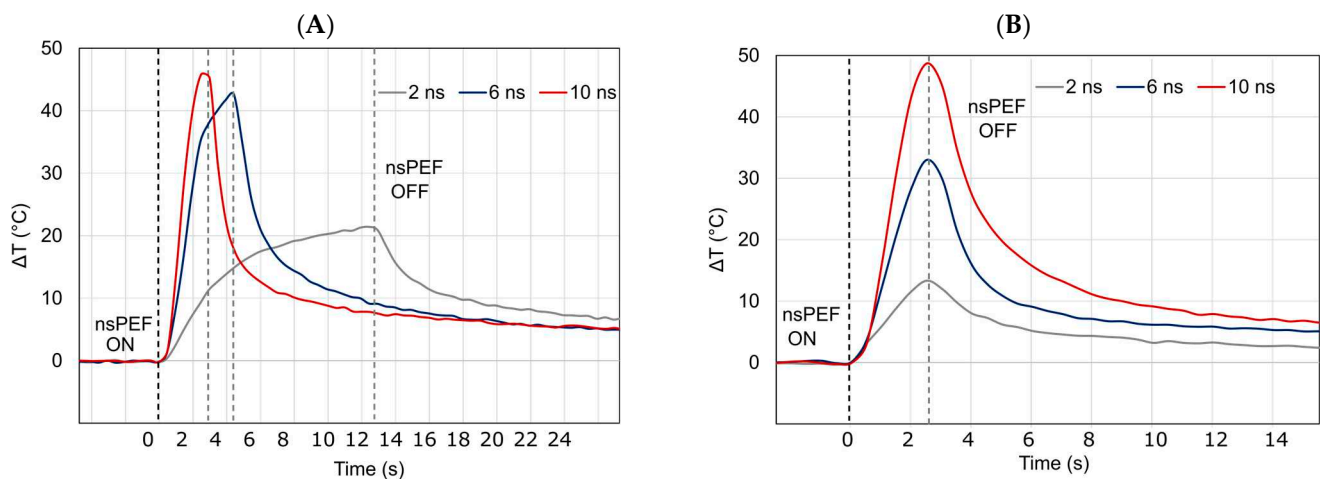 (A)
50
40
30
20
10
0
ΔT (°C)
2 ns 6 ns 10 ns
nsPEF
OFF
nsPEF
ON
0 2 4 6 8 10 12 14 16 18 20 22 24
Time (s)
(B)
50
40
30
20
10
0
ΔT (°C)
2 ns 6 ns 10 ns
nsPEF
OFF
nsPEF
ON
0 2 4 6 8 10 12 14
Time (s)